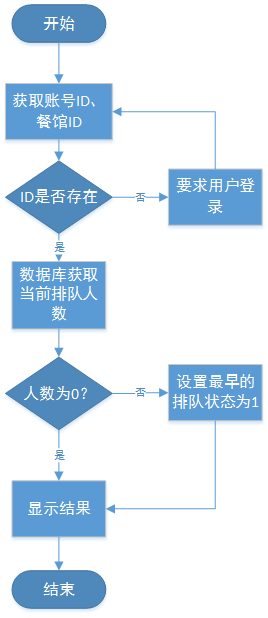 开始
获取账号ID、
餐馆ID
ID是否存在
否
要求用户登
录
是
数据库获取
当前排队人
数
人数为0?
否
设置最早的
排队状态为1
是
显示结果
结束